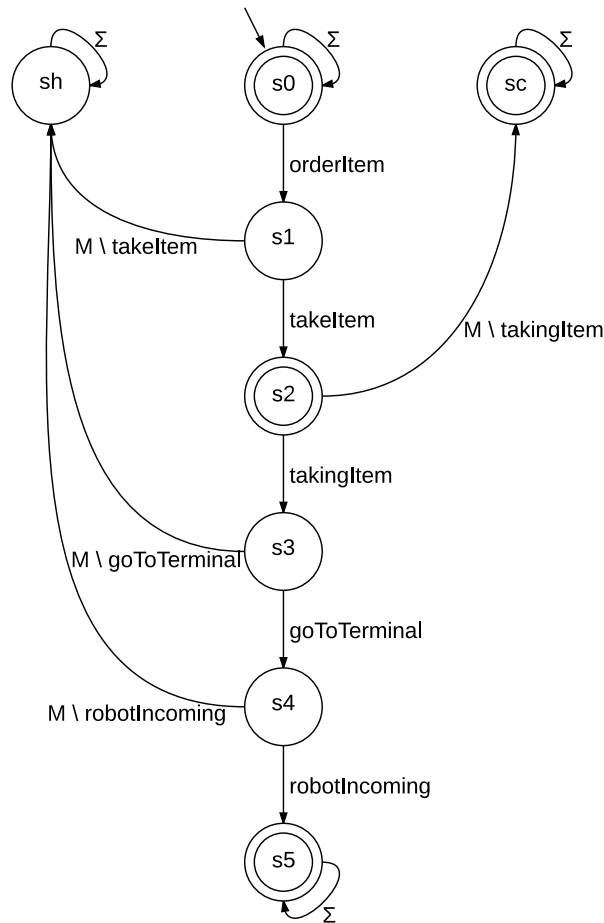 Σ
Σ
Σ
sh
s0
sc
orderItem
s1
M \ takeItem
takeItem
M \ takingItem
s2
takingItem
s3
M \ goToTerminal
goToTerminal
s4
M \ robotIncoming
robotIncoming
s5
Σ